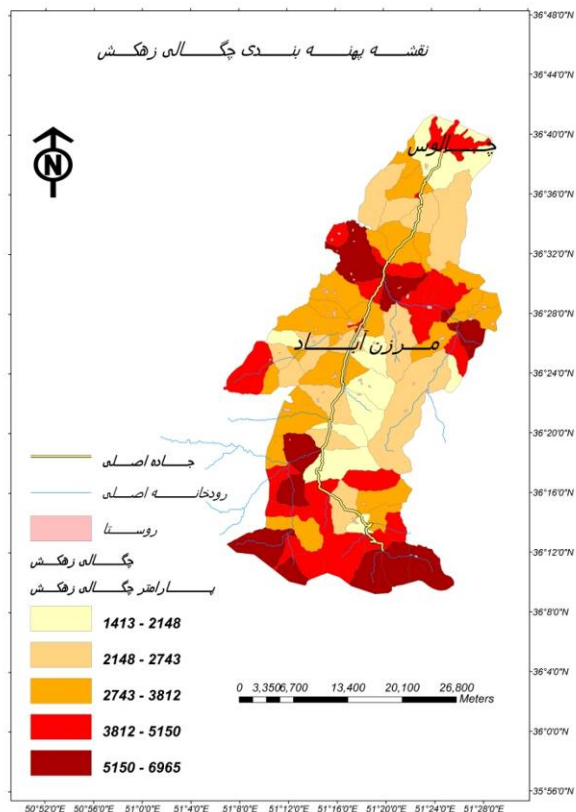 نقشه پهنه بندی چگالی زهکش
36°48'0"N
36°44'0"N
36°40'0"N
36°36'0"N
36°32'0"N
36°28'0"N
36°24'0"N
36°20'0"N
36°16'0"N
36°12'0"N
36°8'0"N
36°4'0"N
36°0'0"N
35°56'0"N
N
چالوس
مرزن آباد
جاده اصلی
رودخانه اصلی
روستا
چگالی زهکش
پارامتر چگالی زهکش
1413 - 2148
2148 - 2743
2743 - 3812
3812 - 5150
5150 - 6965
0 3,350 6,700 13,400 20,100 26,800
Meters
50°52'0"E 50°56'0"E 51°0'0"E 51°4'0"E 51°8'0"E 51°12'0"E 51°16'0"E 51°20'0"E 51°24'0"E 51°28'0"E